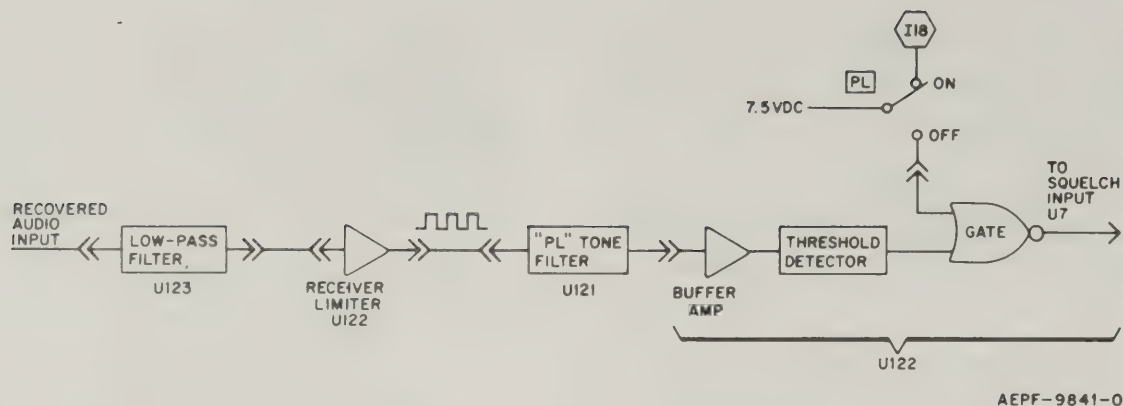 I18
PL
ON
7.5VDC
OFF
TO
SQUELCH
INPUT
U7
RECOVERED
AUDIO
INPUT
LOW-PASS
FILTER,
U123
RECEIVER
LIMITER
U122
"PL" TONE
FILTER
U121
BUFFER
AMP
THRESHOLD
DETECTOR
GATE
U122
AEPF-9841-O